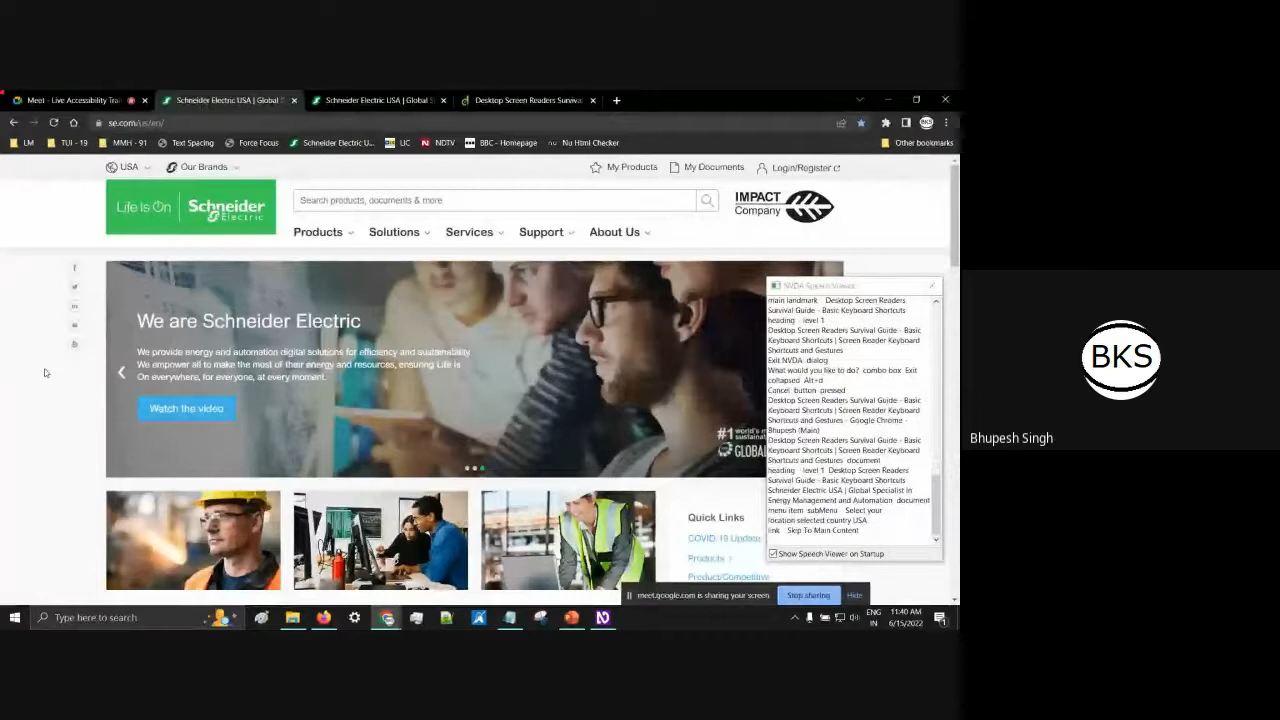 Meet - Live Accessibility Trai
Schneider Electric USA | Global S
Schneider Electric USA | Global S
Desktop Screen Readers Surviva
se.com/us/en/
BKS
LM
TUI - 19
MMH - 91
Text Spacing
Force Focus
Schneider Electric U...
LIC
NDTV
BBC - Homepage
Nu Html Checker
Other bookmarks
USA
Our Brands
My Products
My Documents
Login/Register
Life Is On
Schneider
Electric
Search products, documents & more
IMPACT
Company
Products
Solutions
Services
Support
About Us
We are Schneider Electric
We provide energy and automation digital solutions for efficiency and sustainability.
We empower all to make the most of their energy and resources, ensuring Life Is
On everywhere, for everyone, at every moment.
Watch the video
#1 world's m
sustainab
GLOBAL
NVDA Speech Viewer
main landmark Desktop Screen Readers
Survival Guide - Basic Keyboard Shortcuts
heading level 1
Desktop Screen Readers Survival Guide - Basic
Keyboard Shortcuts | Screen Reader Keyboard
Shortcuts and Gestures
Exit NVDA dialog
What would you like to do? combo box Exit
collapsed Alt+d
Cancel button pressed
Desktop Screen Readers Survival Guide - Basic
Keyboard Shortcuts | Screen Reader Keyboard
Shortcuts and Gestures - Google Chrome -
Bhupesh (Main)
Desktop Screen Readers Survival Guide - Basic
Keyboard Shortcuts | Screen Reader Keyboard
Shortcuts and Gestures document
heading level 1 Desktop Screen Readers
Survival Guide - Basic Keyboard Shortcuts
Schneider Electric USA | Global Specialist in
Energy Management and Automation document
menu item subMenu Select your
location selected country USA
link Skip To Main Content
Show Speech Viewer on Startup
Quick Links
COVID-19 Update
Products
Product/Competitive
meet.google.com is sharing your screen
Stop sharing
Hide
Type here to search
ENG
IN
11:40 AM
6/15/2022
BKS
Bhupesh Singh